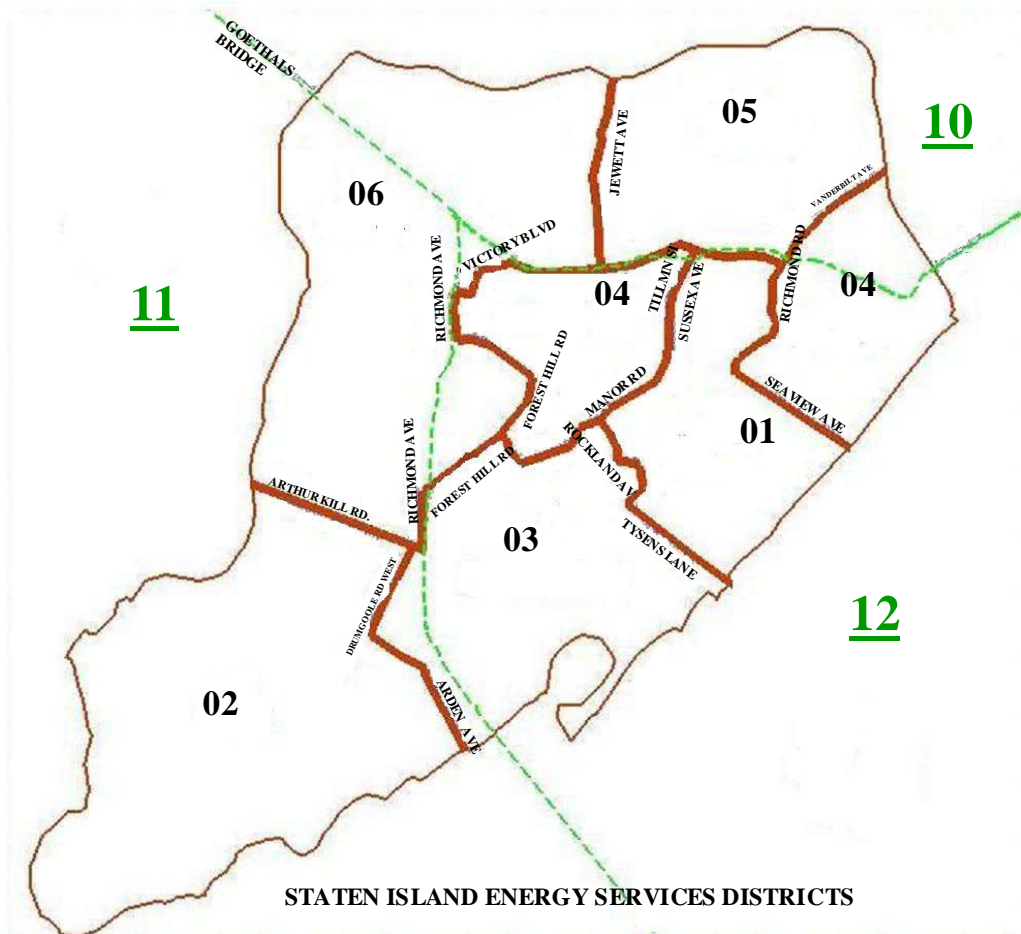 GOETHALS
BRIDGE
05
10
JEWETT AVE
VANDERBILT AVE
06
RICHMOND AVE
VICTORY BLVD
TILLMN ST
SUSSEX AVE
RICHMOND RD
04
04
11
FOREST HILL RD
SEAVIEW AVE
MANOR RD
01
ROCKLAND AV
RICHMOND AVE
FOREST HILL RD
ARTHUR KILL RD.
03
TYSENS LANE
DRUMGOOLE RD WEST
12
02
ARDEN AVE
STATEN ISLAND ENERGY SERVICES DISTRICTS